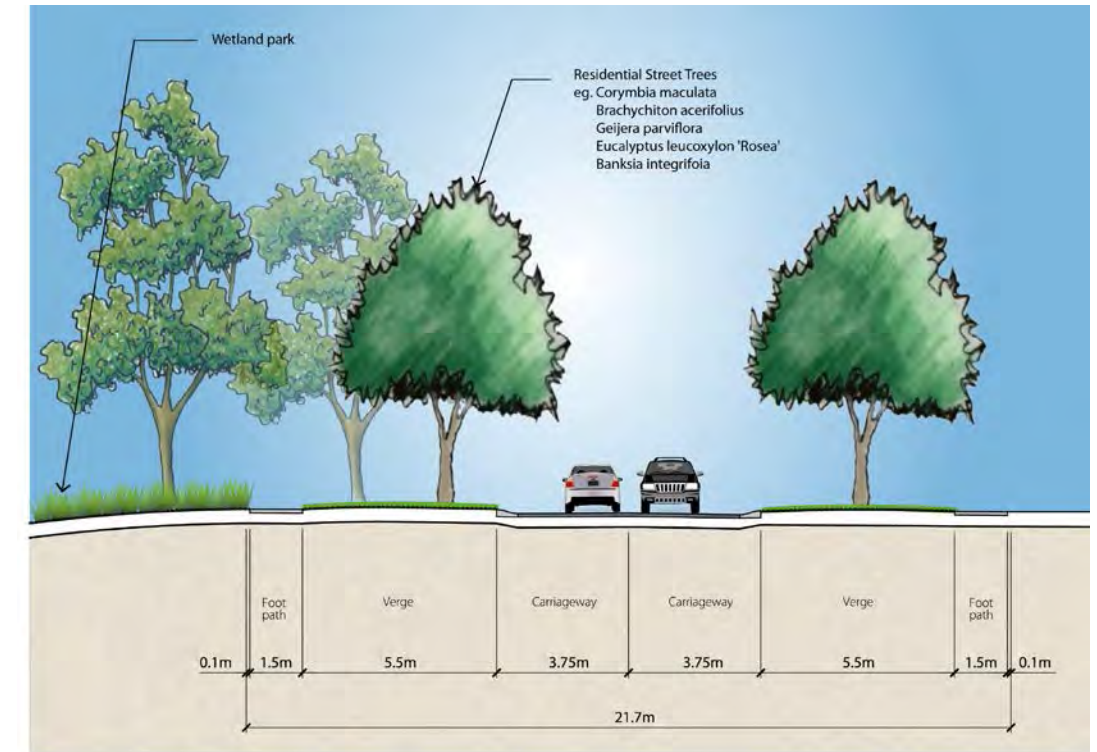 Wetland park
Residential Street Trees
eg. Corymbia maculata
Brachychiton acerifolius
Geijera parviflora
Eucalyptus leucoxylon 'Rosea'
Banksia integrifoia
Foot
path
Verge
Carriageway
Carriageway
Verge
Foot
path
0.1m
1.5m
5.5m
3.75m
3.75m
5.5m
1.5m
0.1m
21.7m